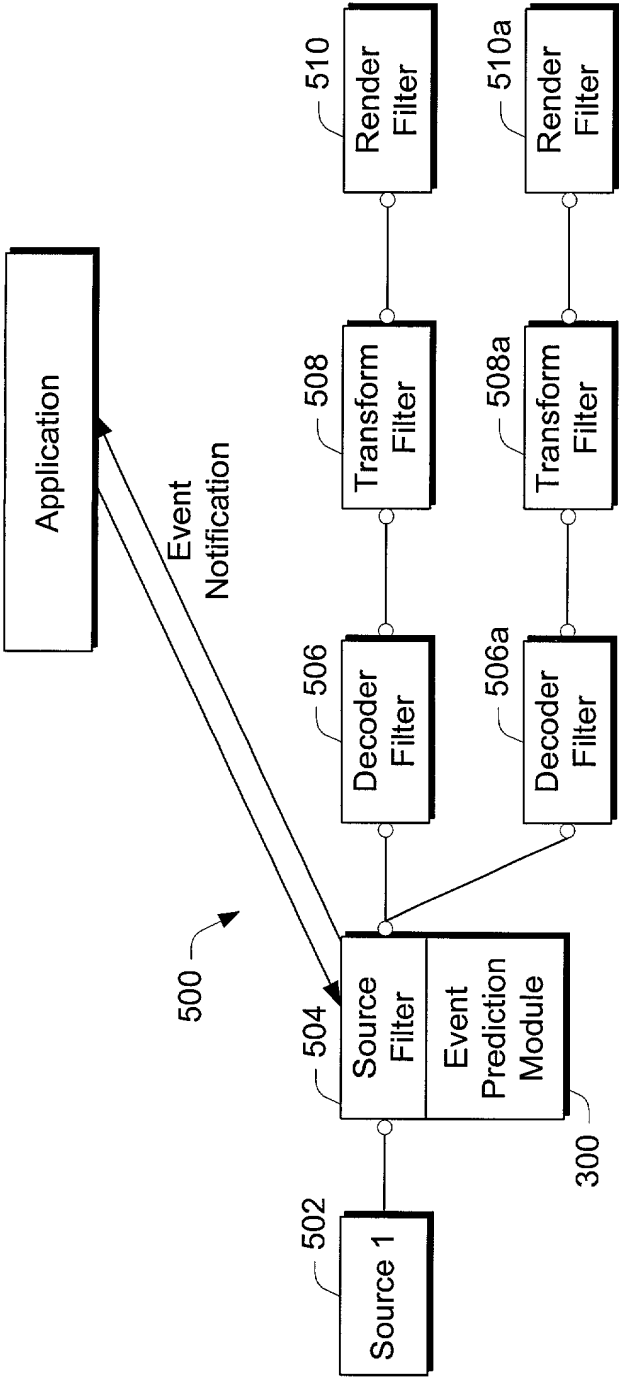 Application
Event
Notification
500
502
Source 1
504
Source
Filter
Event
Prediction
Module
300
506
Decoder
Filter
508
Transform
Filter
510
Render
Filter
506a
Decoder
Filter
508a
Transform
Filter
510a
Render
Filter